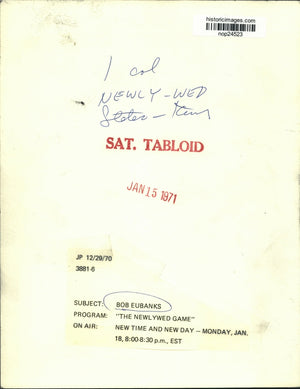 historicimages.com
nop24523
1 col
NEWLY-WED
SAT. TABLOID
JAN 15 1971
JP 12/29/70
3881-6
SUBJECT: BOB EUBANKS
PROGRAM: "THE NEWLYWED GAME"
ON AIR: NEW TIME AND NEW DAY — MONDAY, JAN.
18, 8:00-8:30 p.m., EST